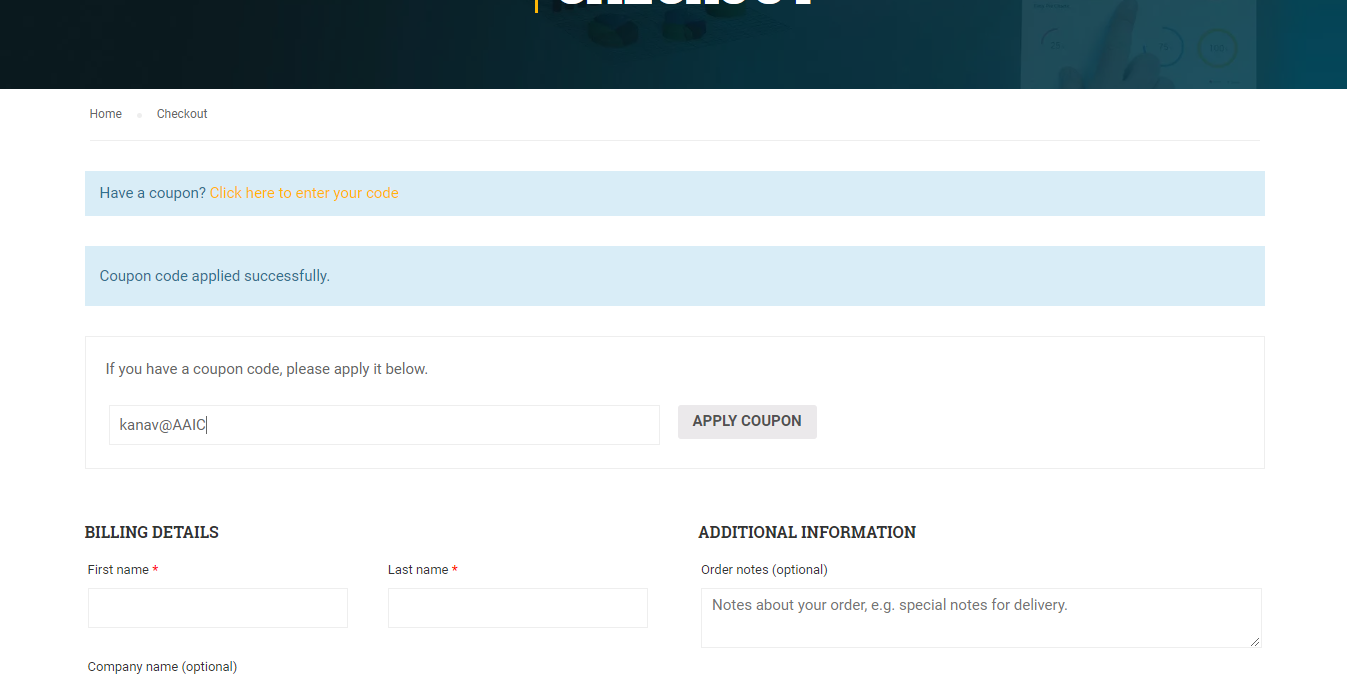 Home Checkout
Have a coupon? Click here to enter your code
Coupon code applied successfully.
If you have a coupon code, please apply it below.
kanav@AAIC
APPLY COUPON
BILLING DETAILS
ADDITIONAL INFORMATION
First name *
Last name *
Order notes (optional)
Notes about your order, e.g. special notes for delivery.
Company name (optional)